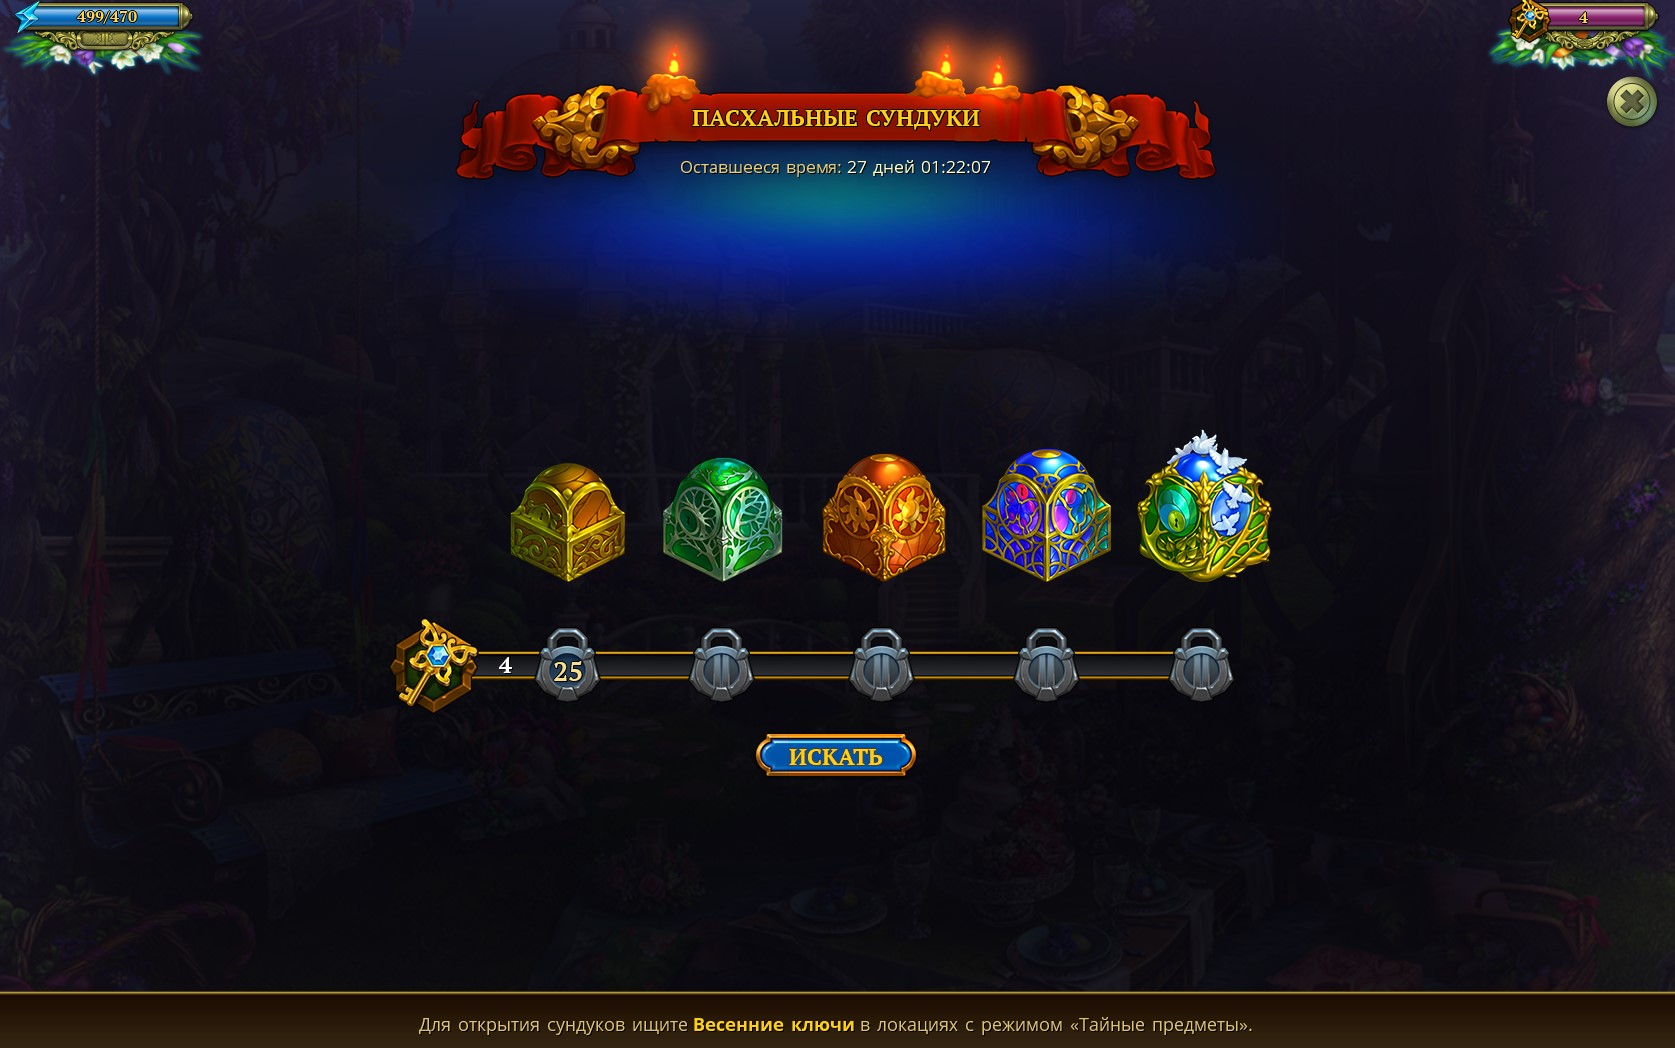 499/470
4
ПАСХАЛЬНЫЕ СУНДУКИ
Оставшееся время: 27 дней 01:22:07
4
25
ИСКАТЬ
Для открытия сундуков ищите Весенние ключи в локациях с режимом «Тайные предметы».